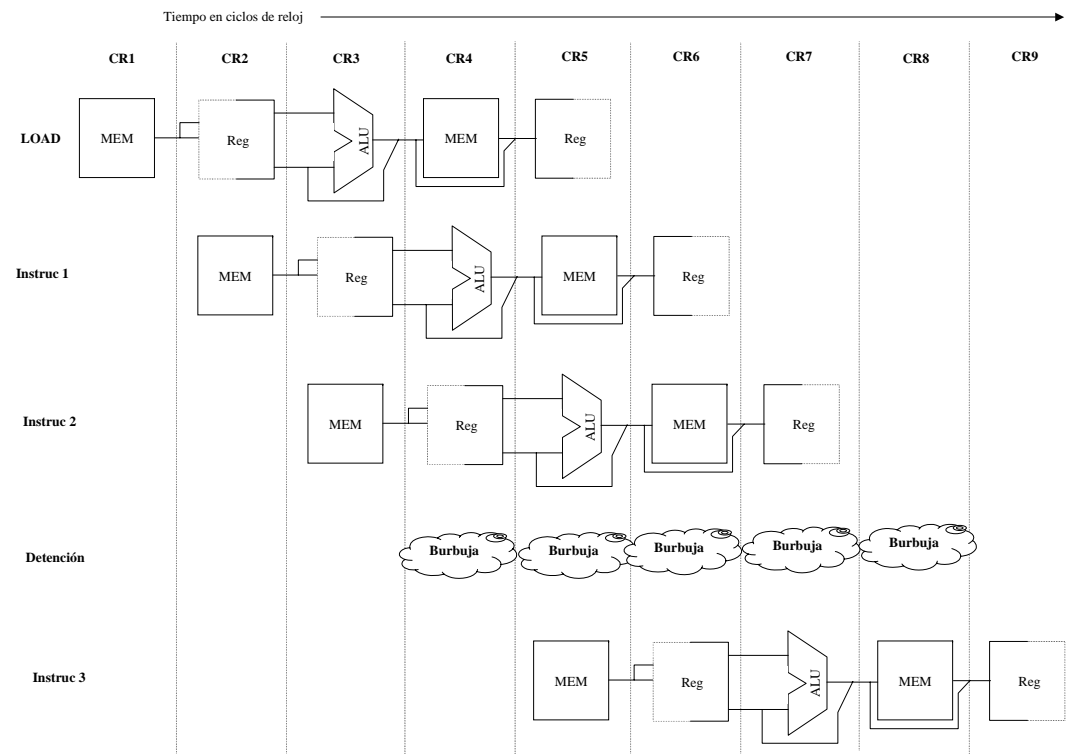 Tiempo en ciclos de reloj
CR1 CR2 CR3 CR4 CR5 CR6 CR7 CR8 CR9
LOAD MEM Reg ALU MEM Reg
Instruc 1 MEM Reg ALU MEM Reg
Instruc 2 MEM Reg ALU MEM Reg
Detención Burbuja Burbuja Burbuja Burbuja Burbuja
Instruc 3 MEM Reg ALU MEM Reg